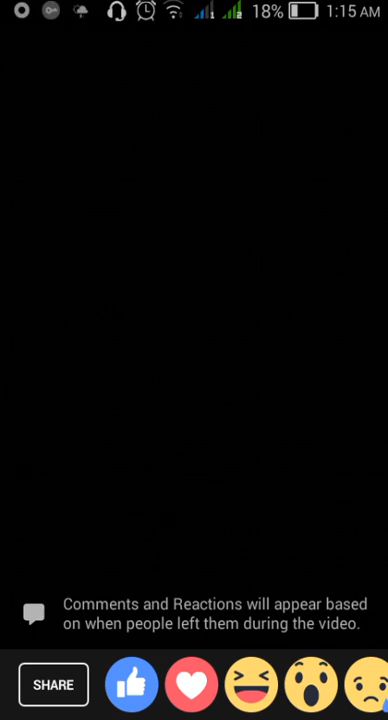 18% 1:15 AM
Comments and Reactions will appear based
on when people left them during the video.
SHARE